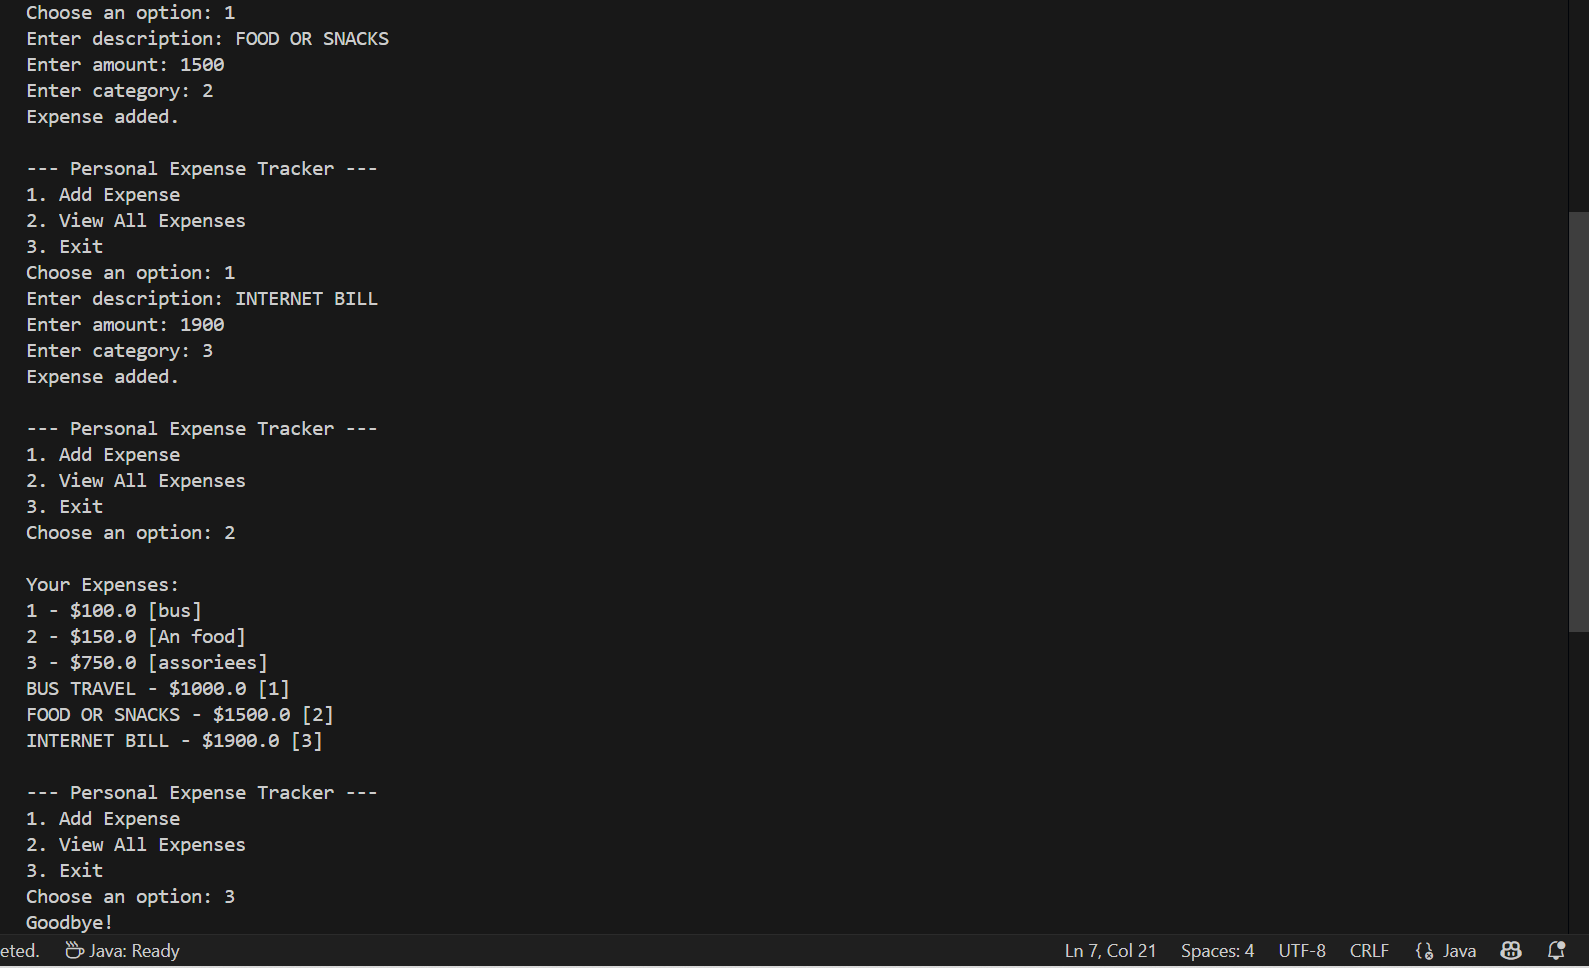 Choose an option: 1
Enter description: FOOD OR SNACKS
Enter amount: 1500
Enter category: 2
Expense added.
--- Personal Expense Tracker ---
1. Add Expense
2. View All Expenses
3. Exit
Choose an option: 1
Enter description: INTERNET BILL
Enter amount: 1900
Enter category: 3
Expense added.
--- Personal Expense Tracker ---
1. Add Expense
2. View All Expenses
3. Exit
Choose an option: 2
Your Expenses:
1 - $100.0 [bus]
2 - $150.0 [An food]
3 - $750.0 [assoriees]
BUS TRAVEL - $1000.0 [1]
FOOD OR SNACKS - $1500.0 [2]
INTERNET BILL - $1900.0 [3]
--- Personal Expense Tracker ---
1. Add Expense
2. View All Expenses
3. Exit
Choose an option: 3
Goodbye!
eted. Java: Ready Ln 7, Col 21 Spaces: 4 UTF-8 CRLF Java